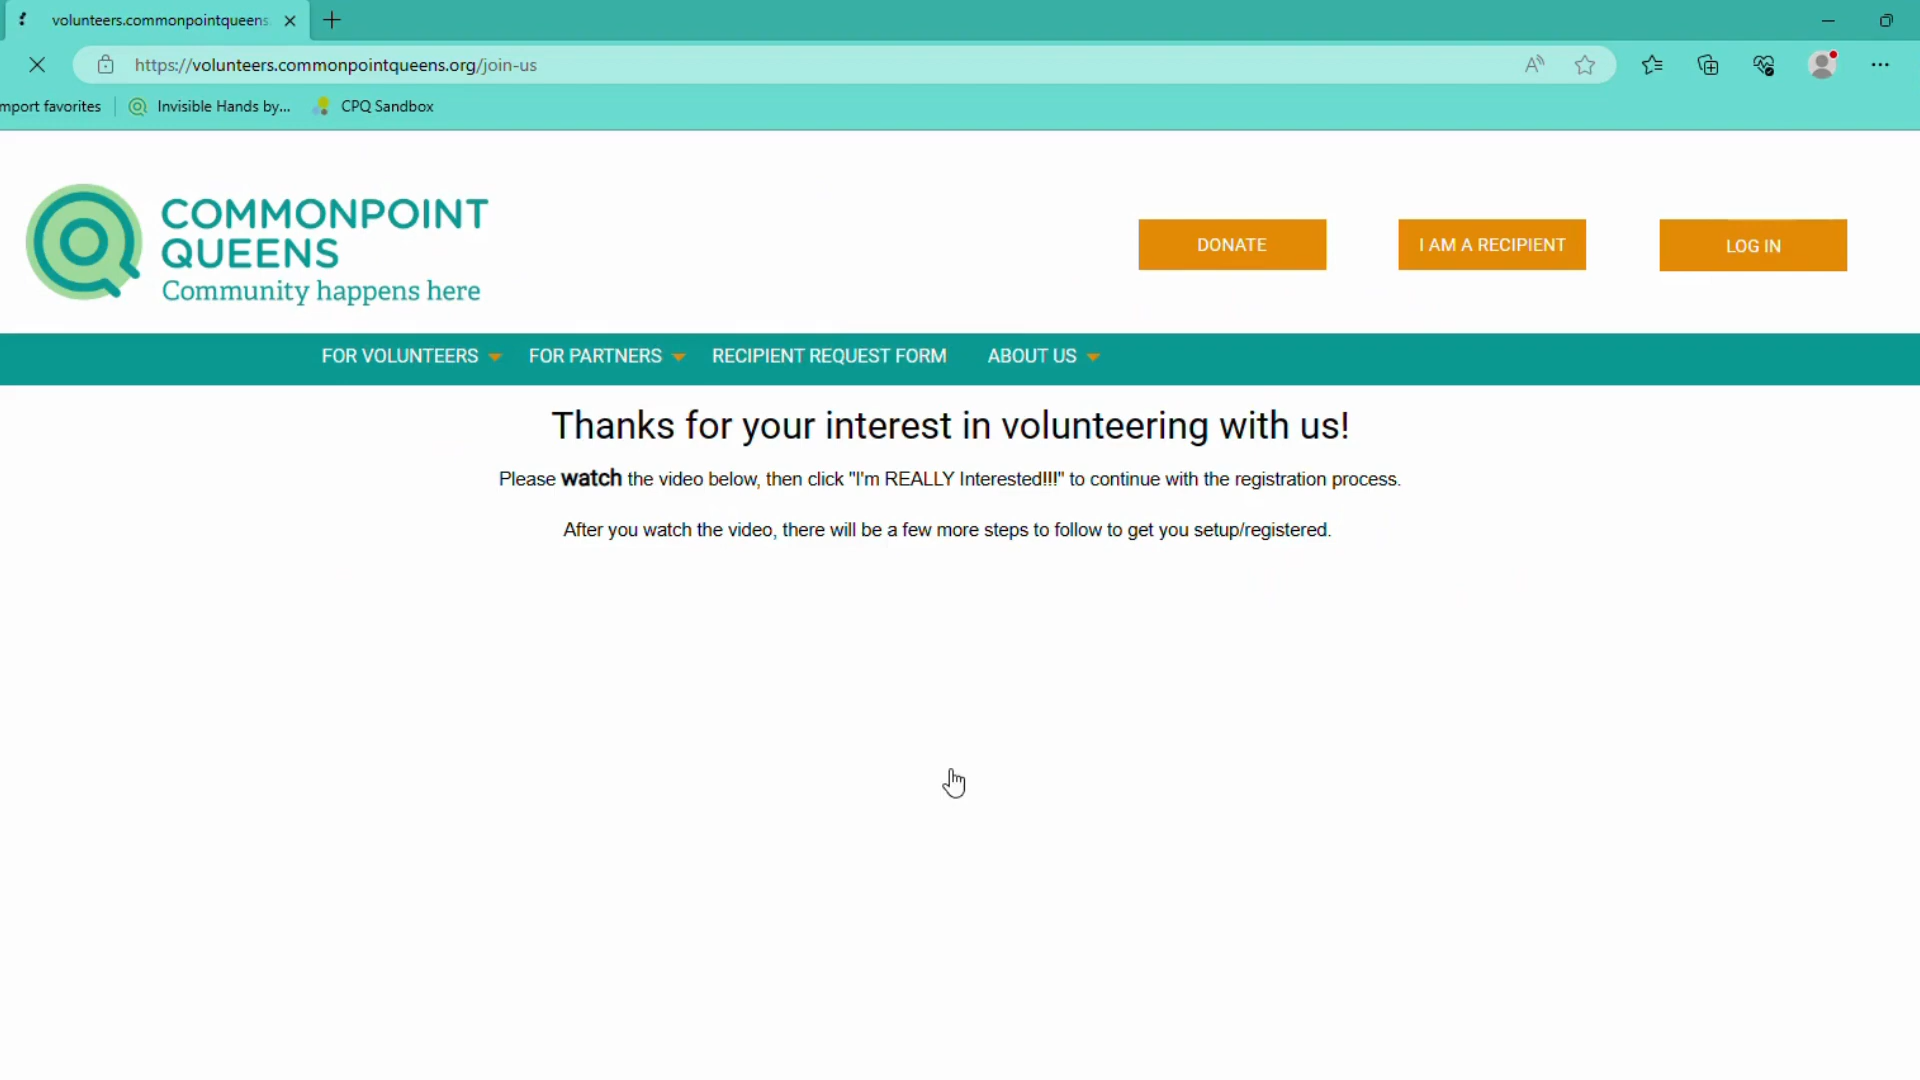 volunteers.commonpointqueens
https://volunteers.commonpointqueens.org/join-us
mport favorites
Invisible Hands by...
CPQ Sandbox
COMMONPOINT
QUEENS
Community happens here
DONATE
I AM A RECIPIENT
LOG IN
FOR VOLUNTEERS
FOR PARTNERS
RECIPIENT REQUEST FORM
ABOUT US
Thanks for your interest in volunteering with us!
Please watch the video below, then click "I'm REALLY Interested!!!" to continue with the registration process.
After you watch the video, there will be a few more steps to follow to get you setup/registered.